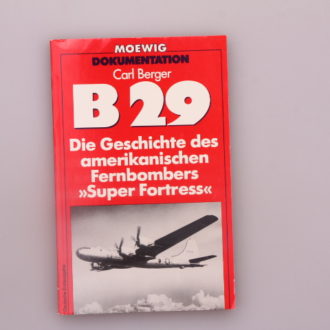 MOEWIG
DOKUMENTATION
Carl Berger
B 29
Die Geschichte des
amerikanischen
Fernbombers
»Super Fortress«